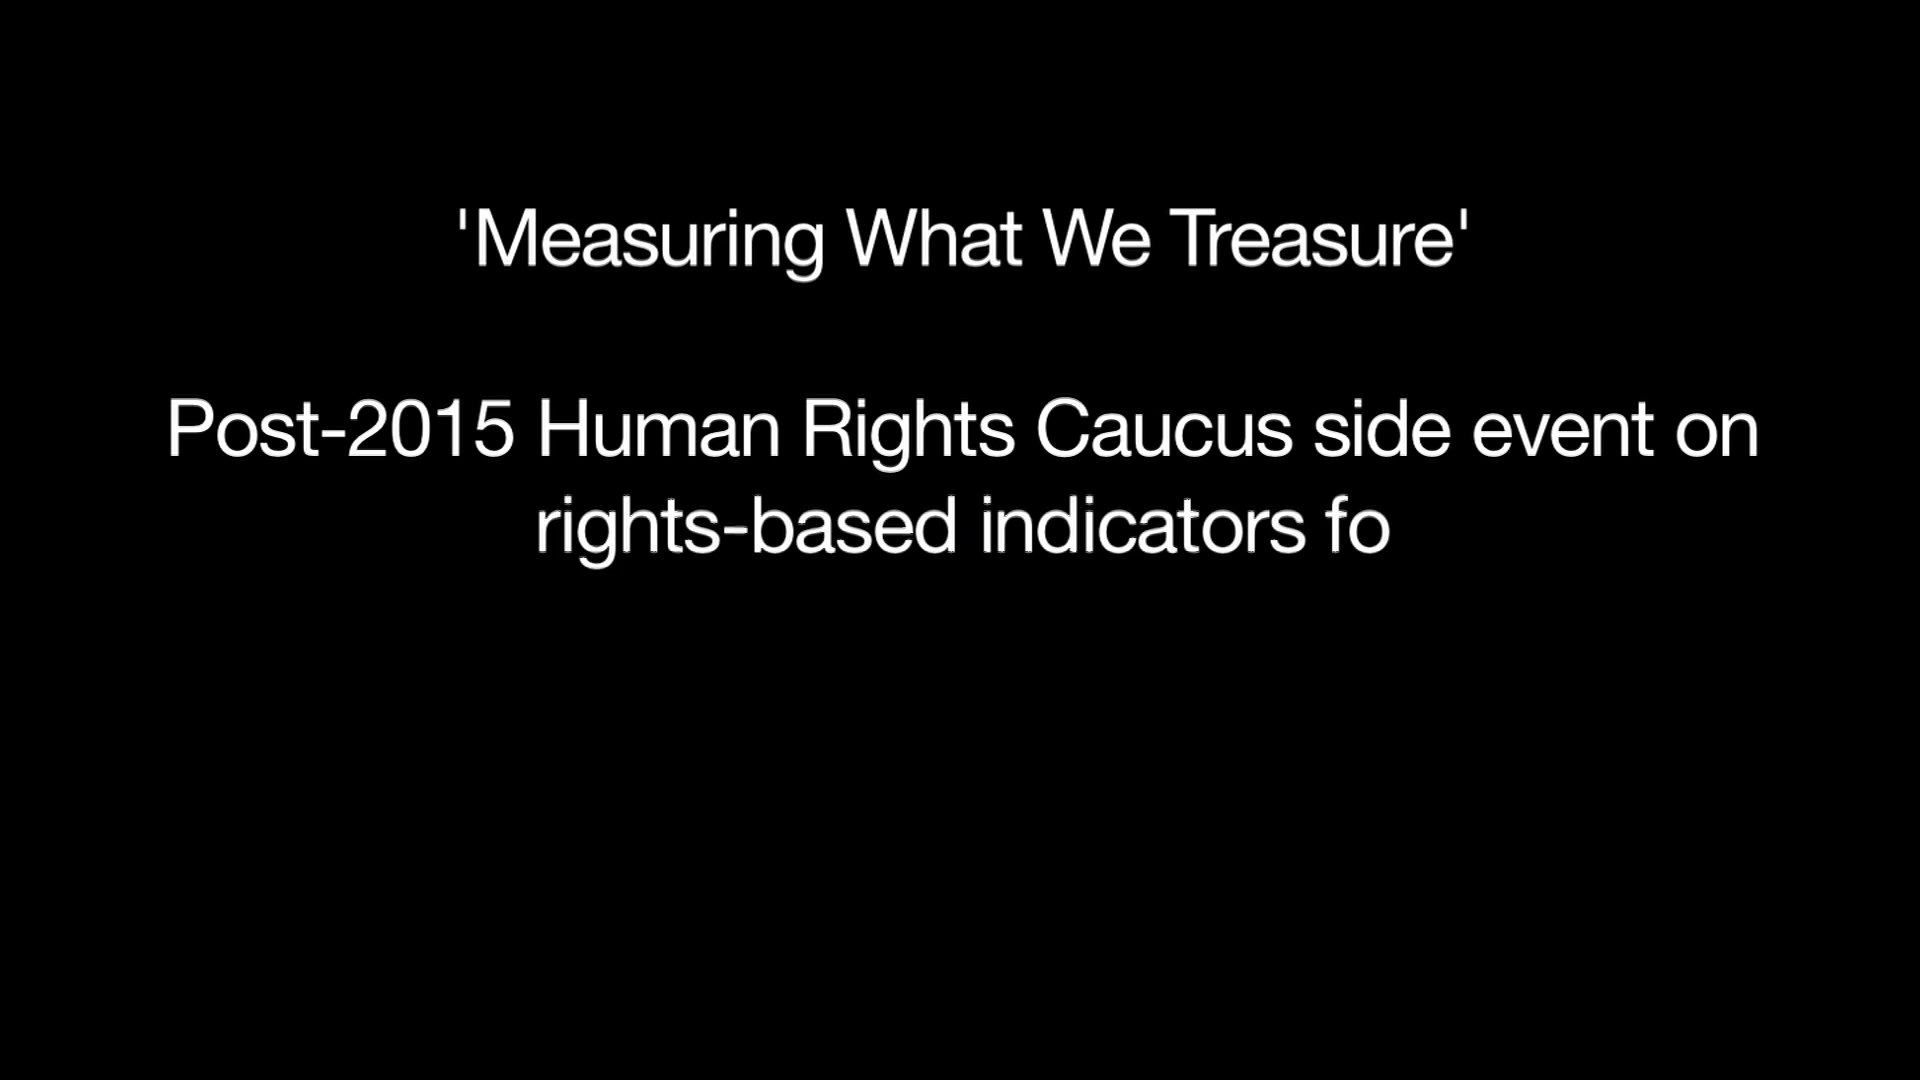 'Measuring What We Treasure'
Post-2015 Human Rights Caucus side event on
rights-based indicators fo